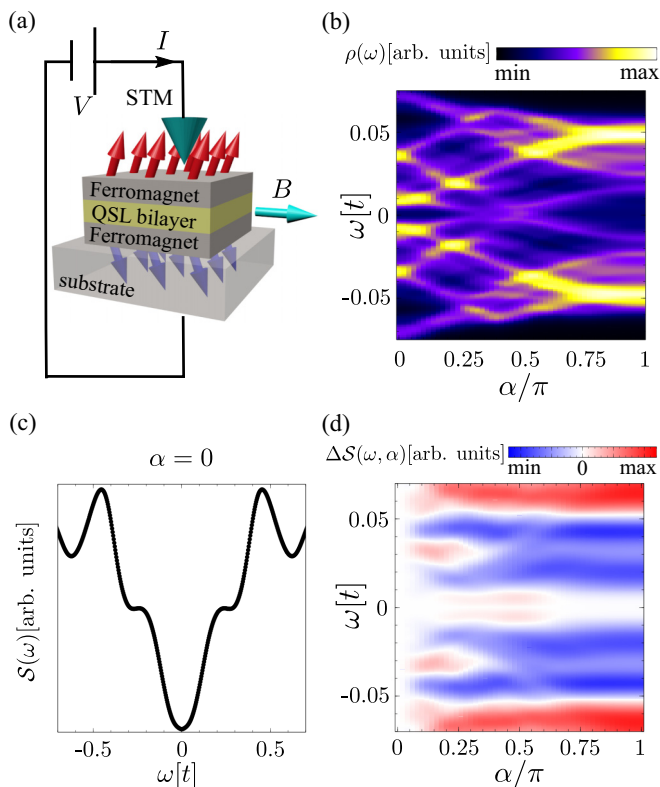 (a)
I
V
STM
Ferromagnet
QSL bilayer
Ferromagnet
B
substrate
(b)
ρ(ω)[arb. units]
min max
0.05
0
-0.05
ω[t]
0 0.25 0.5 0.75 1
α/π
(c)
α = 0
S(ω)[arb. units]
-0.5 0 0.5
ω[t]
(d)
ΔS(ω, α)[arb. units]
min 0 max
0.05
0
-0.05
ω[t]
0 0.25 0.5 0.75 1
α/π